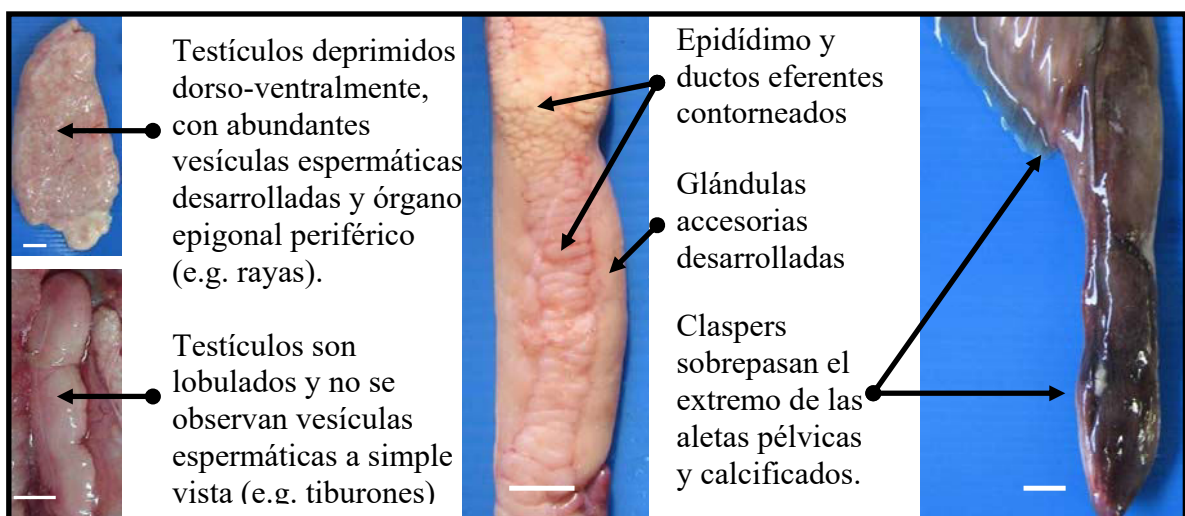 Testículos deprimidos
dorso-ventralmente,
con abundantes
vesículas espermáticas
desarrolladas y órgano
epigonal periférico
(e.g. rayas).
Testículos son
lobulados y no se
observan vesículas
espermáticas a simple
vista (e.g. tiburones)
Epidídimo y
ductos eferentes
contorneados
Glándulas
accesorias
desarrolladas
Claspers
sobrepasan el
extremo de las
aletas pélvicas
y calcificados.